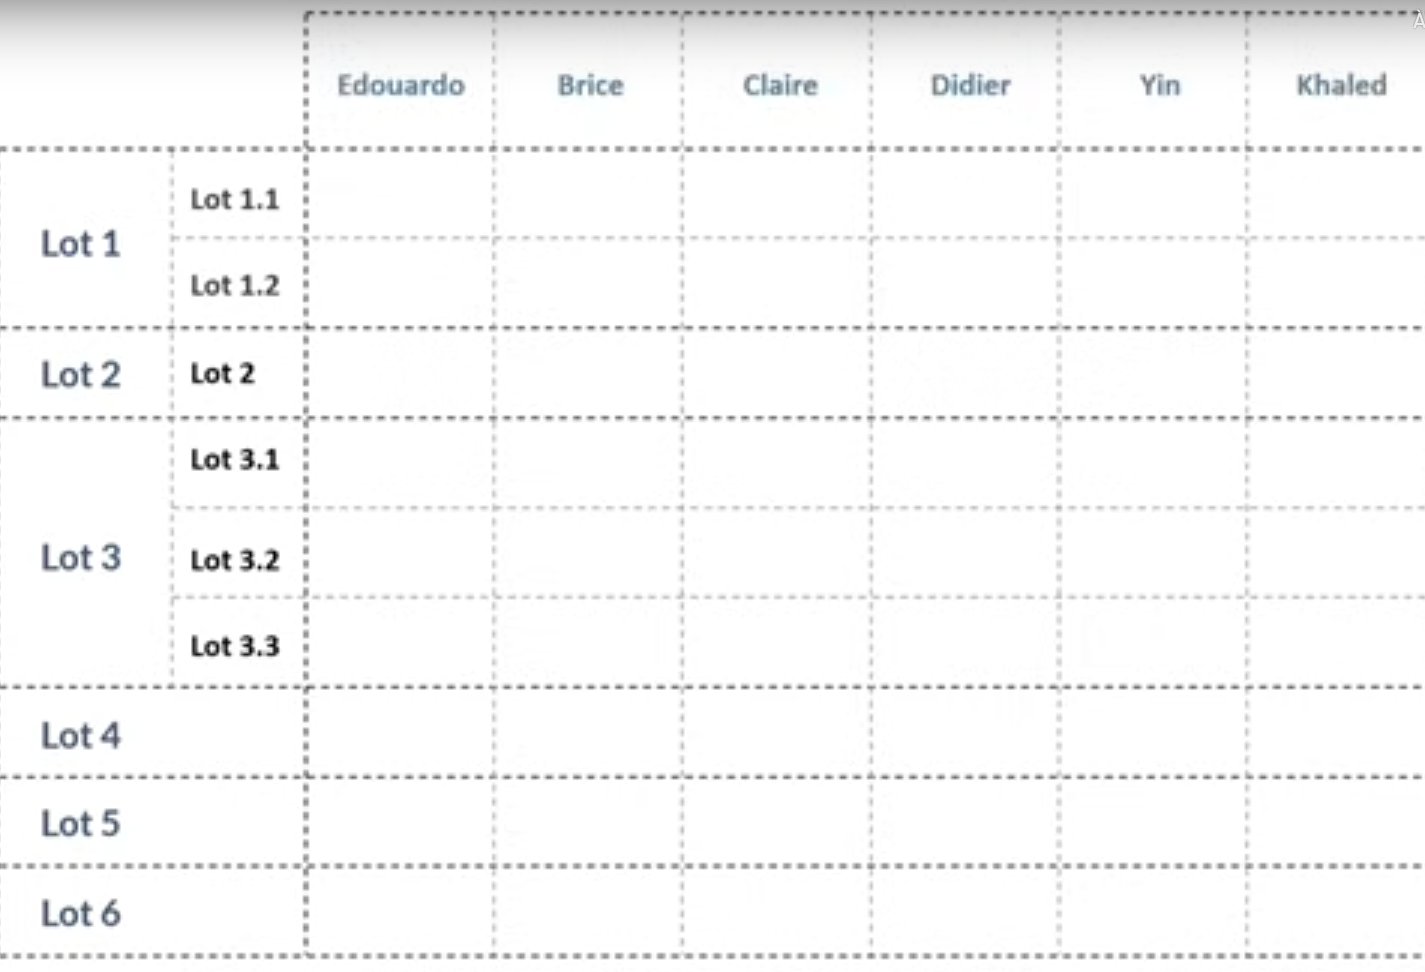 Edouardo Brice Claire Didier Yin Khaled
Lot 1
Lot 1.1
Lot 1.2
Lot 2 Lot 2
Lot 3
Lot 3.1
Lot 3.2
Lot 3.3
Lot 4
Lot 5
Lot 6